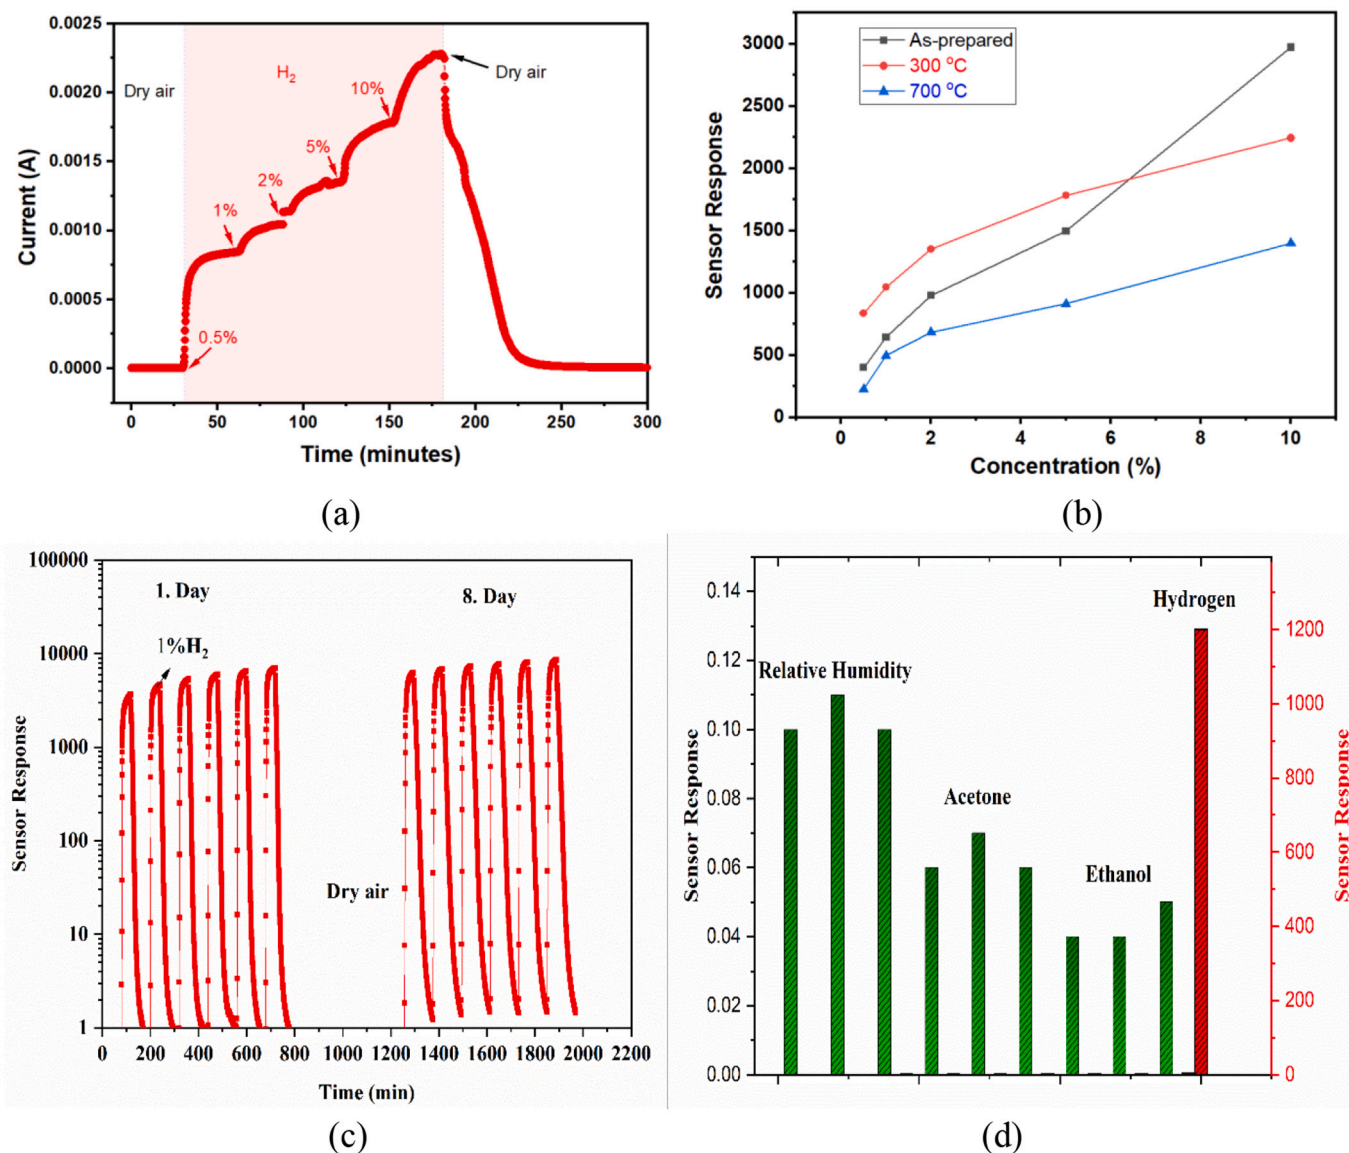 0.0025
0.0020
0.0015
0.0010
0.0005
0.0000
Current (A)
Dry air
H2
Dry air
10%
5%
2%
1%
0.5%
0 50 100 150 200 250 300
Time (minutes)
(a)
3000
2500
2000
1500
1000
500
0
Sensor Response
As-prepared
300 °C
700 °C
0 2 4 6 8 10
Concentration (%)
(b)
100000
10000
1000
100
10
1
Sensor Response
1. Day
8. Day
1%H2
Dry air
0 200 400 600 800 1000 1200 1400 1600 1800 2000 2200
Time (min)
(c)
0.14
0.12
0.10
0.08
0.06
0.04
0.02
0.00
Sensor Response
Hydrogen
Relative Humidity
Acetone
Ethanol
1200
1000
800
600
400
200
0
Sensor Response
(d)